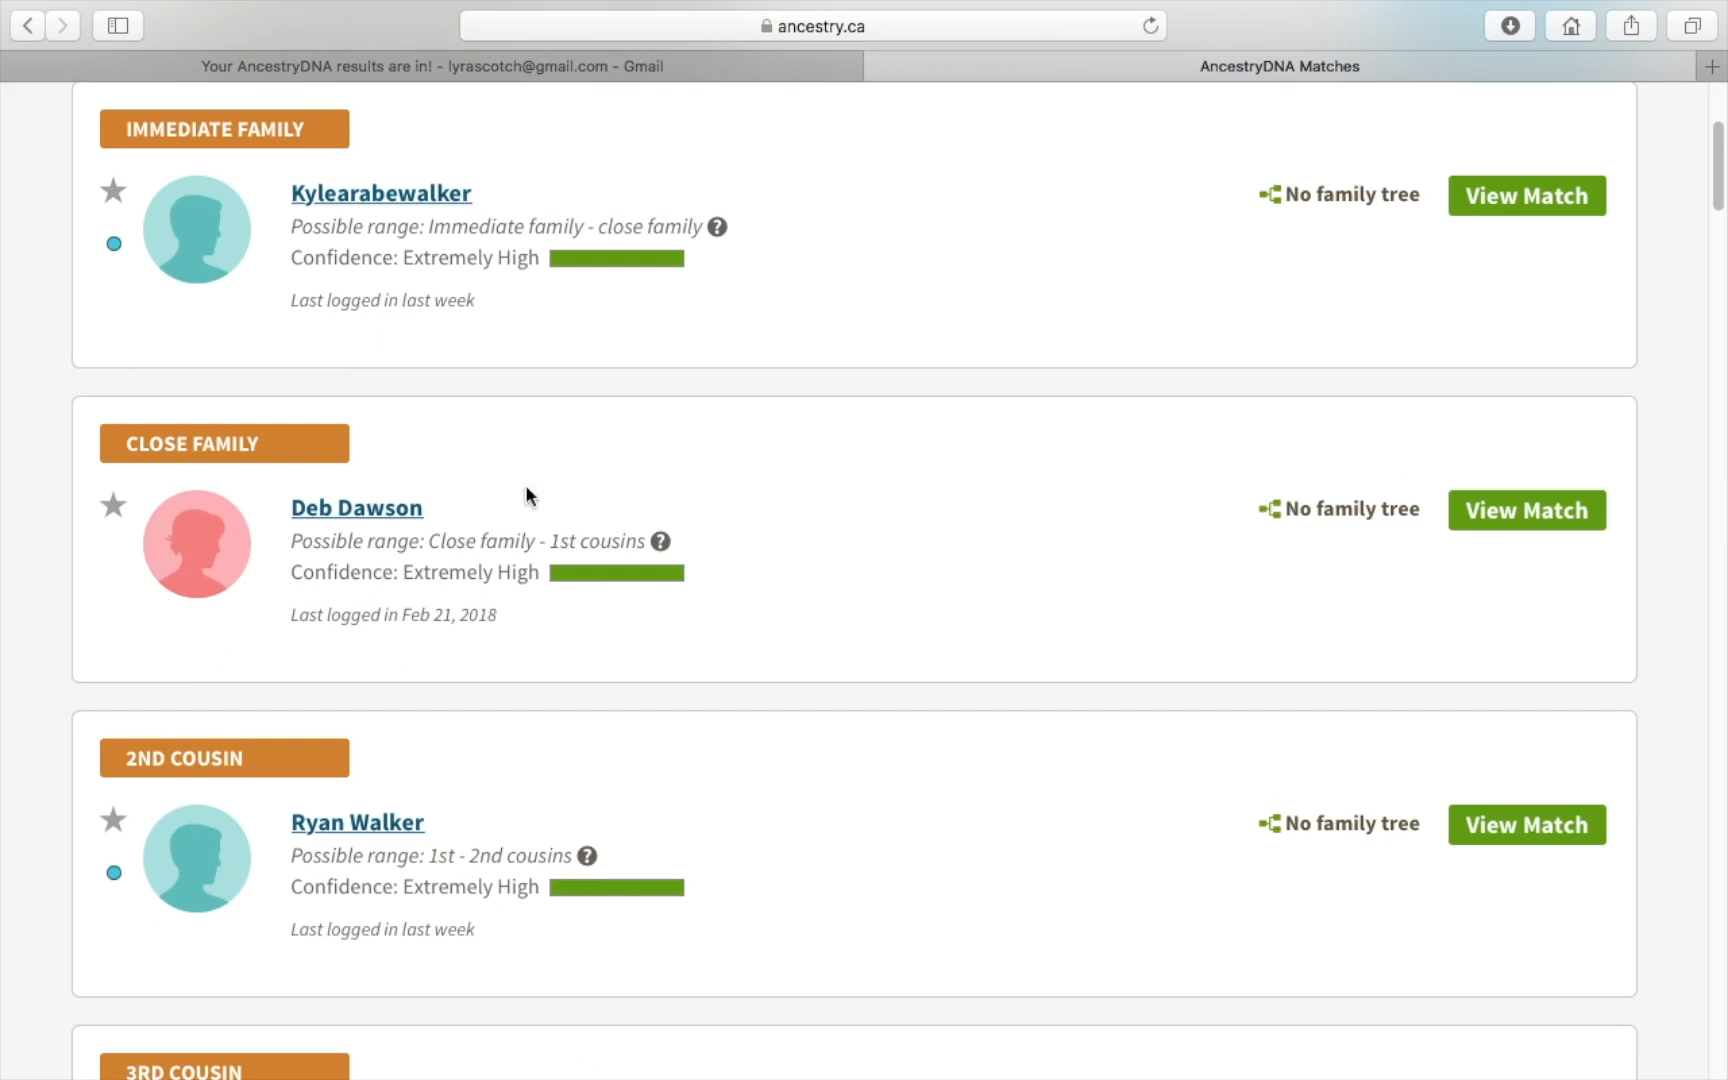 ancestry.ca
Your AncestryDNA results are in! - lyrascotch@gmail.com - Gmail
AncestryDNA Matches
IMMEDIATE FAMILY
Kylearabewalker
No family tree
View Match
Possible range: Immediate family - close family ?
Confidence: Extremely High
Last logged in last week
CLOSE FAMILY
Deb Dawson
No family tree
View Match
Possible range: Close family - 1st cousins ?
Confidence: Extremely High
Last logged in Feb 21, 2018
2ND COUSIN
Ryan Walker
No family tree
View Match
Possible range: 1st - 2nd cousins ?
Confidence: Extremely High
Last logged in last week
3RD COUSIN